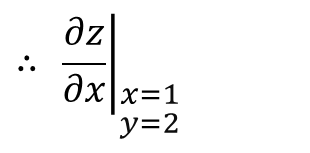 ∴ ∂z/∂x|x=1
y=2